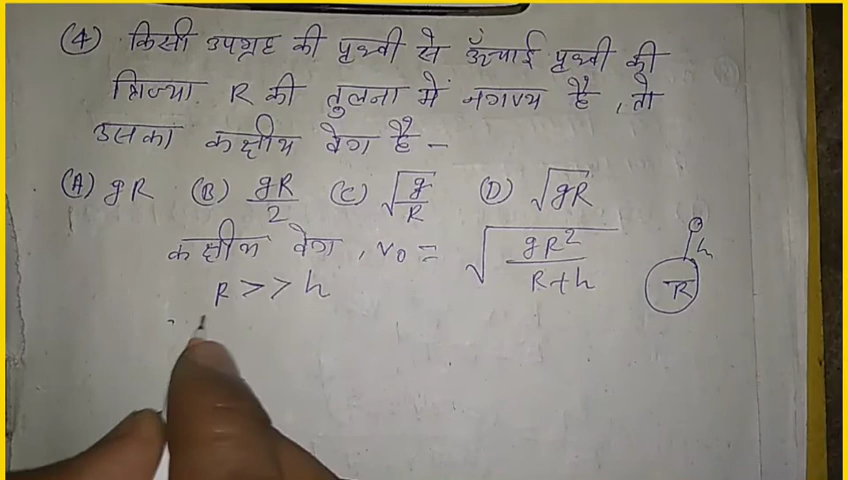 (4) किसी उपग्रह की पृथ्वी से ऊँचाई पृथ्वी की
त्रिज्या R की तुलना में नगण्य है, तो
उसका कक्षीय वेग है -
(A) gR (B) gR/2 (C) √(g/R) (D) √gR
कक्षीय वेग, v₀ = √(gR²/(R+h))
h
R
R >> h